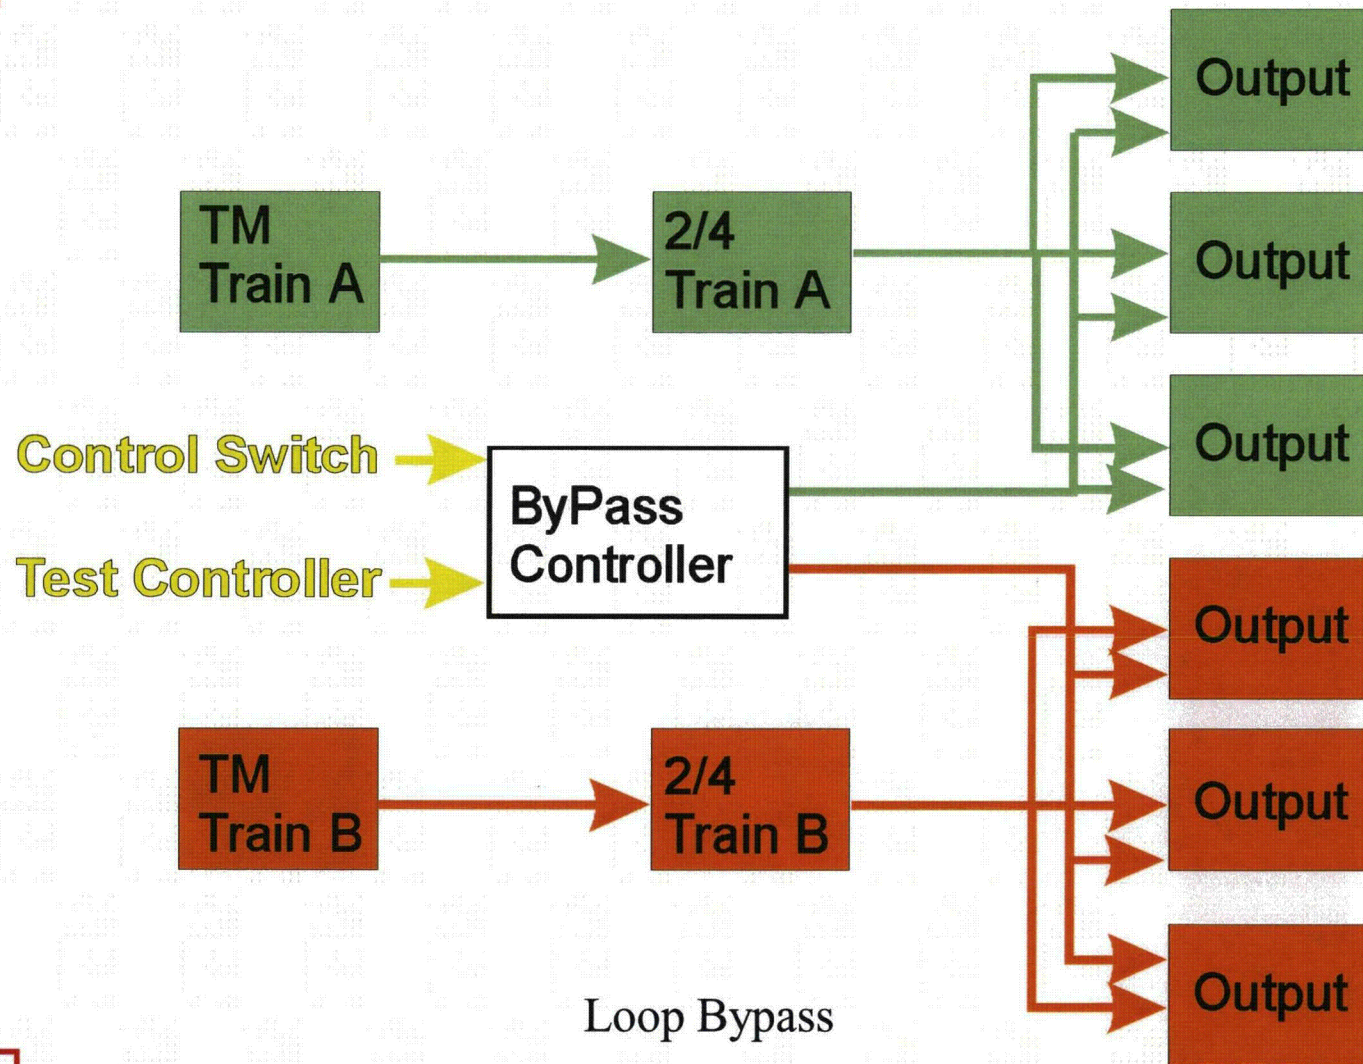 Output
TM
Train A
2/4
Train A
Output
Control Switch
Output
ByPass
Controller
Test Controller
Output
TM
Train B
2/4
Train B
Output
Output
Loop Bypass